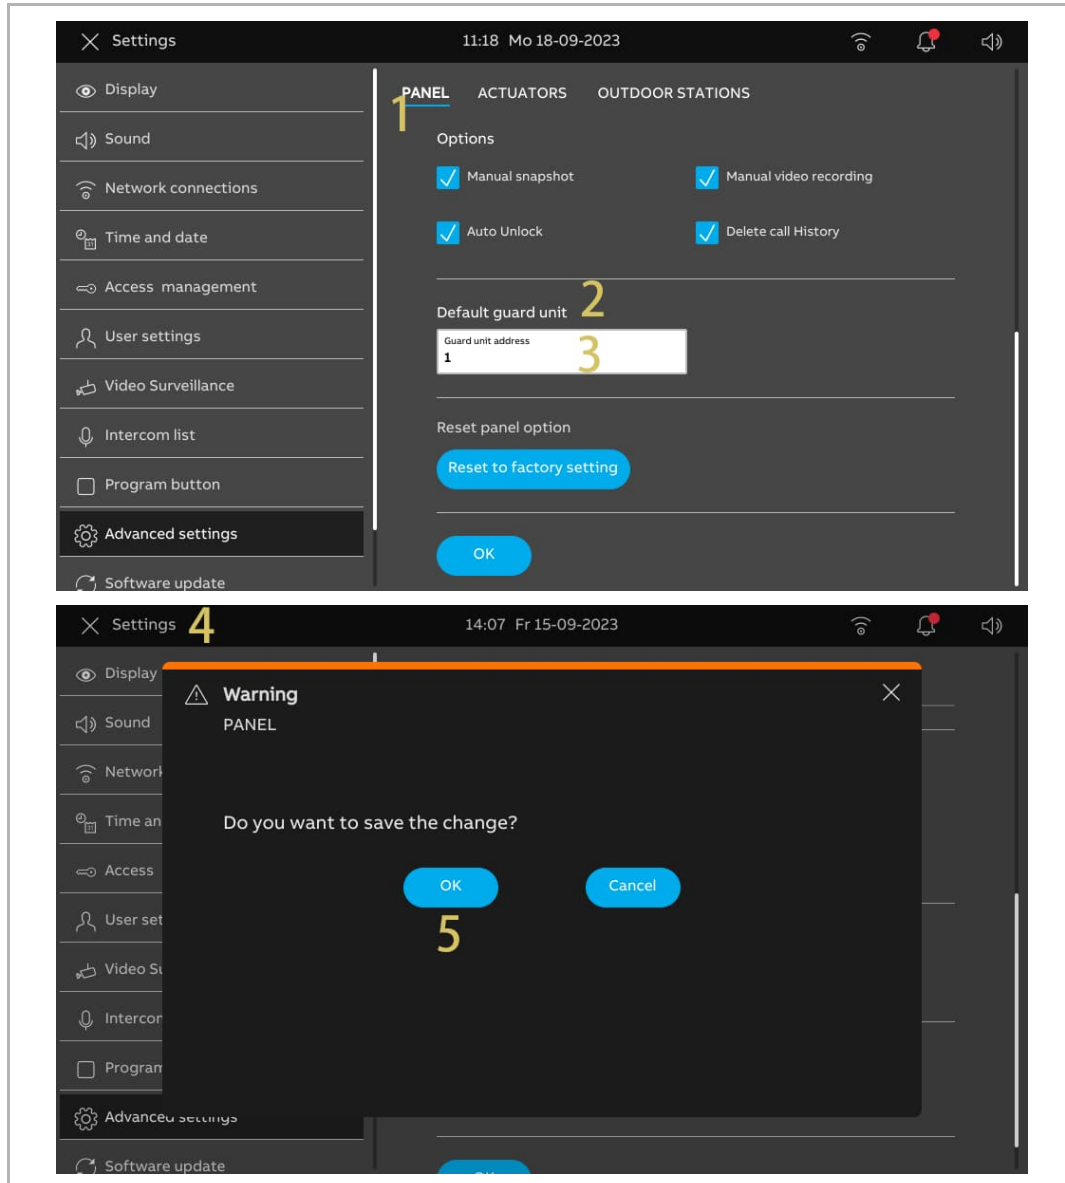 Settings
11:18 Mo 18-09-2023
Display
PANEL ACTUATORS OUTDOOR STATIONS
1
Sound
Options
Network connections
Manual snapshot
Manual video recording
Time and date
Auto Unlock
Delete call History
Access management
Default guard unit 2
User settings
Guard unit address
1
3
Video Surveillance
Intercom list
Reset panel option
Reset to factory setting
Program button
Advanced settings
OK
Software update
Settings 4
14:07 Fr 15-09-2023
Display
Warning
PANEL
Sound
Network
Time an
Do you want to save the change?
Access
OK
Cancel
5
User set
Video Su
Intercom
Program
Advanced settings
Software update
OK